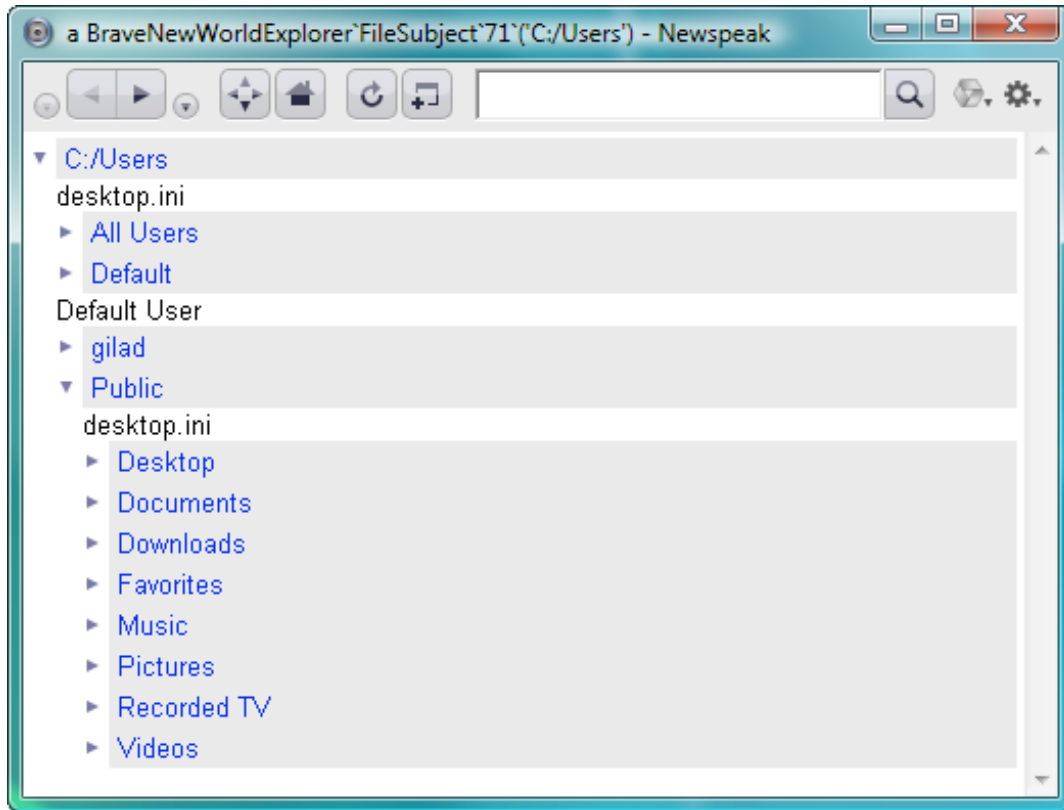 a BraveNewWorldExplorer`FileSubject`71`('C:/Users') - Newspeak
C:/Users
desktop.ini
All Users
Default
Default User
gilad
Public
desktop.ini
Desktop
Documents
Downloads
Favorites
Music
Pictures
Recorded TV
Videos